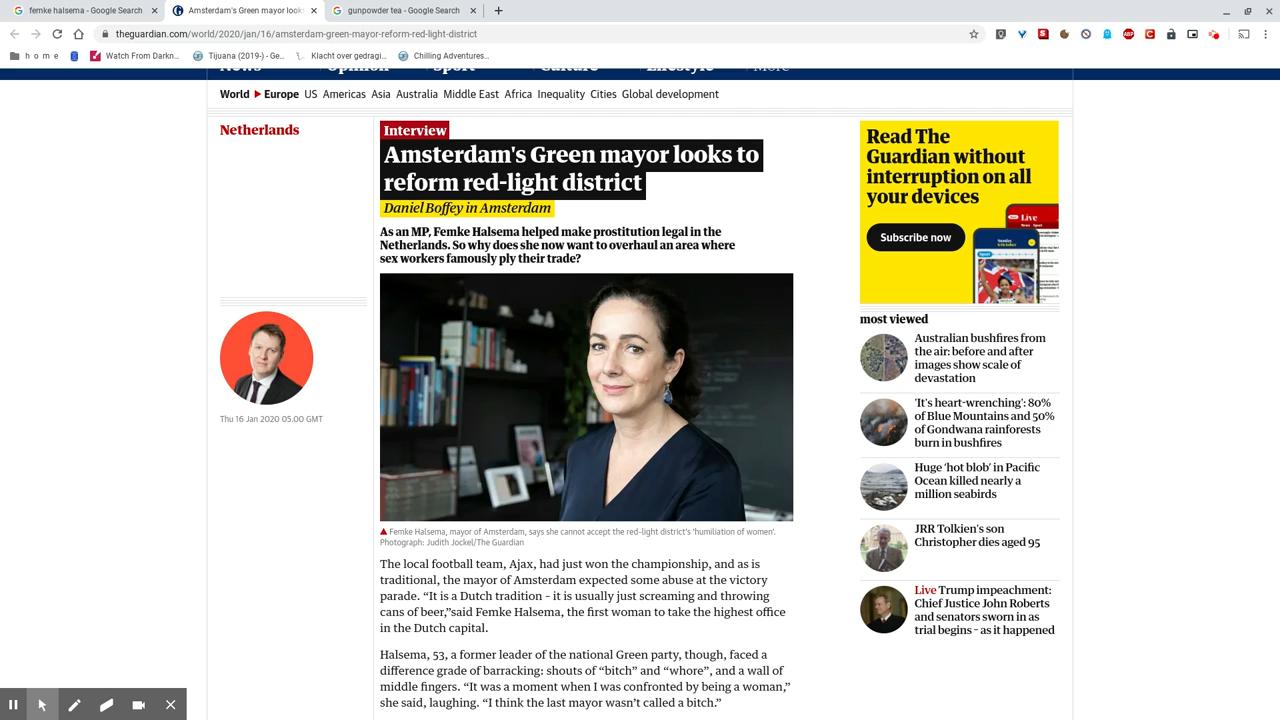 femke halsema - Google Search
Amsterdam's Green mayor look
gunpowder tea - Google Search
theguardian.com/world/2020/jan/16/amsterdam-green-mayor-reform-red-light-district
h o m e
Watch From Darkn...
Tijuana (2019-) - Ge...
Klacht over gedragi...
Chilling Adventures...
News Opinion Sport Culture Lifestyle More
World Europe US Americas Asia Australia Middle East Africa Inequality Cities Global development
Netherlands
Interview
Amsterdam's Green mayor looks to
reform red-light district
Daniel Boffey in Amsterdam
As an MP, Femke Halsema helped make prostitution legal in the
Netherlands. So why does she now want to overhaul an area where
sex workers famously ply their trade?
Thu 16 Jan 2020 05.00 GMT
Femke Halsema, mayor of Amsterdam, says she cannot accept the red-light district's 'humiliation of women'.
Photograph: Judith Jockel/The Guardian
The local football team, Ajax, had just won the championship, and as is
traditional, the mayor of Amsterdam expected some abuse at the victory
parade. “It is a Dutch tradition – it is usually just screaming and throwing
cans of beer,”said Femke Halsema, the first woman to take the highest office
in the Dutch capital.
Halsema, 53, a former leader of the national Green party, though, faced a
difference grade of barracking: shouts of “bitch” and “whore”, and a wall of
middle fingers. “It was a moment when I was confronted by being a woman,”
she said, laughing. “I think the last mayor wasn’t called a bitch.”
Read The
Guardian without
interruption on all
your devices
Subscribe now
Live
most viewed
Australian bushfires from
the air: before and after
images show scale of
devastation
'It's heart-wrenching': 80%
of Blue Mountains and 50%
of Gondwana rainforests
burn in bushfires
Huge ‘hot blob’ in Pacific
Ocean killed nearly a
million seabirds
JRR Tolkien's son
Christopher dies aged 95
Live Trump impeachment:
Chief Justice John Roberts
and senators sworn in as
trial begins – as it happened